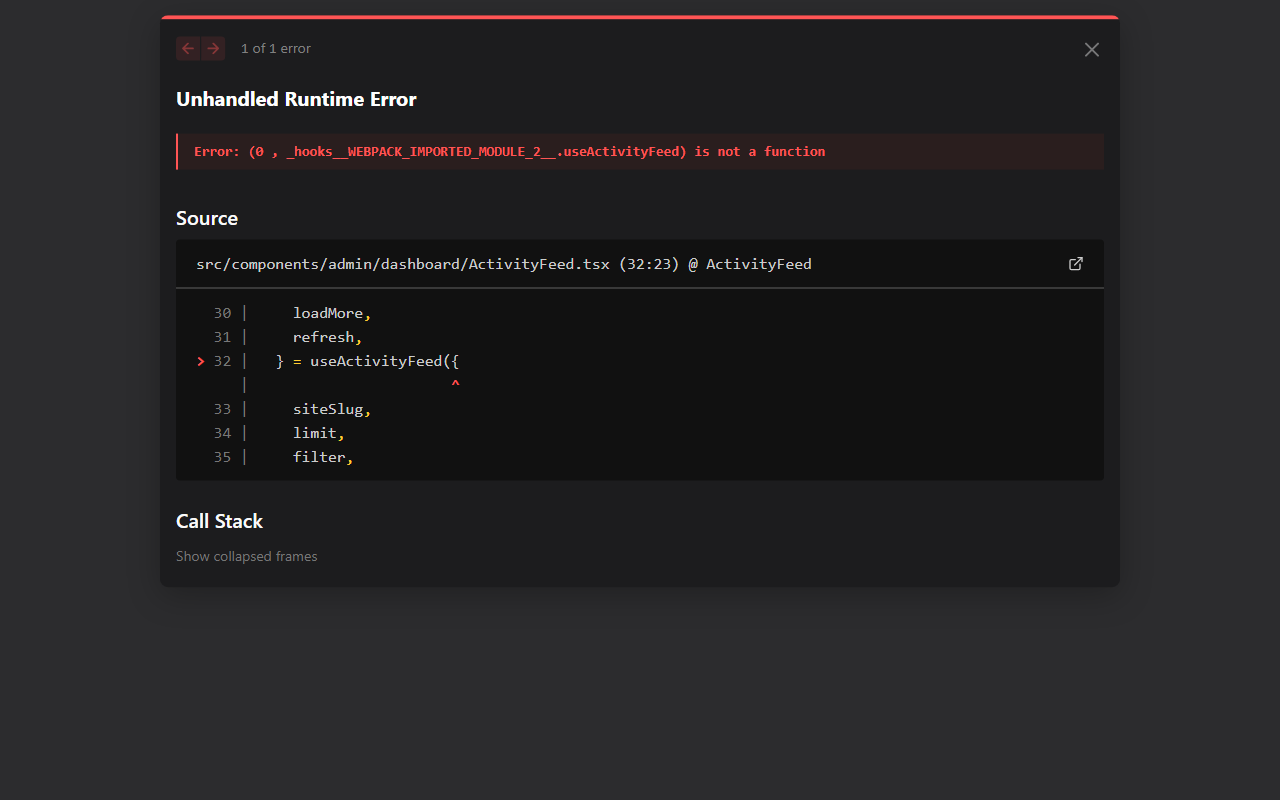 1 of 1 error
Unhandled Runtime Error
Error: (0 , _hooks__WEBPACK_IMPORTED_MODULE_2__.useActivityFeed) is not a function
Source
src/components/admin/dashboard/ActivityFeed.tsx (32:23) @ ActivityFeed
30 |     loadMore,
31 |     refresh,
> 32 |   } = useActivityFeed({
|                       ^
33 |     siteSlug,
34 |     limit,
35 |     filter,
Call Stack
Show collapsed frames